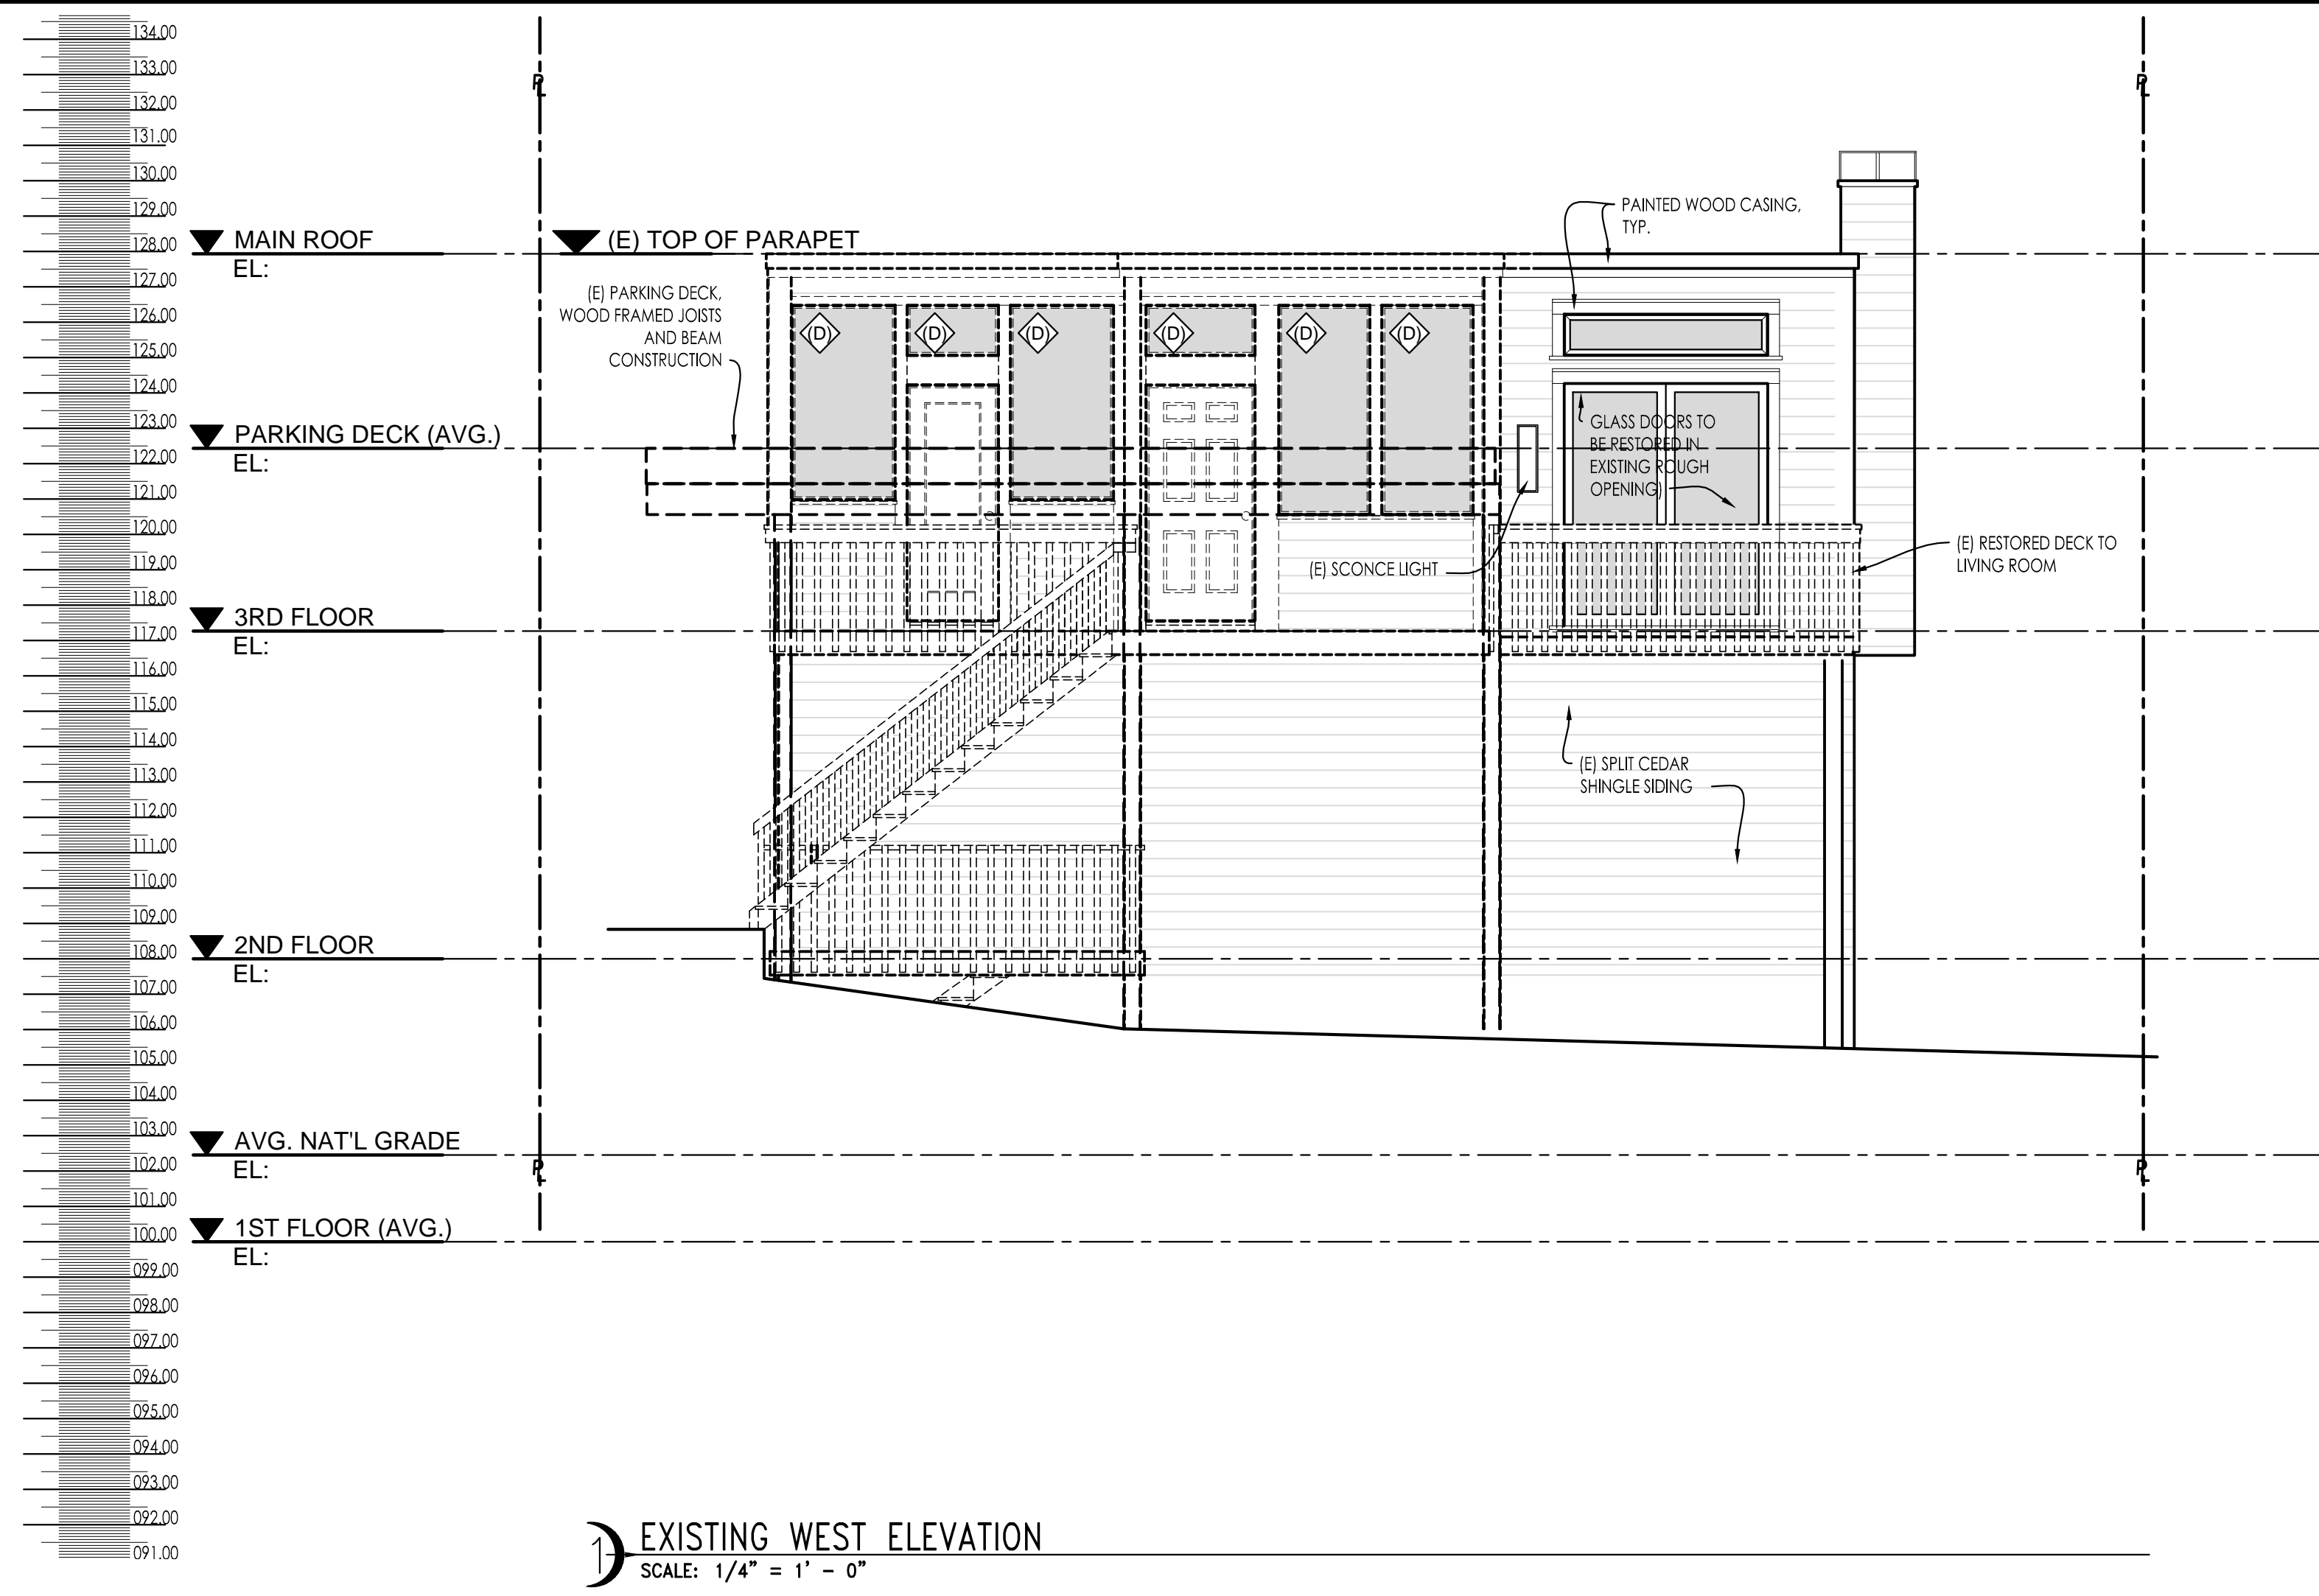 134.00
133.00
132.00
131.00
130.00
129.00
128.00
127.00
126.00
125.00
124.00
123.00
122.00
121.00
120.00
119.00
118.00
117.00
116.00
115.00
114.00
113.00
112.00
111.00
110.00
109.00
108.00
107.00
106.00
105.00
104.00
103.00
102.00
101.00
100.00
099.00
098.00
097.00
096.00
095.00
094.00
093.00
092.00
091.00
MAIN ROOF
EL:
PARKING DECK (AVG.)
EL:
3RD FLOOR
EL:
2ND FLOOR
EL:
AVG. NAT'L GRADE
EL:
1ST FLOOR (AVG.)
EL:
PL
PL
PL
PL
(E) TOP OF PARAPET
(E) PARKING DECK,
WOOD FRAMED JOISTS
AND BEAM
CONSTRUCTION
(D)
(D)
(D)
(D)
(D)
(D)
PAINTED WOOD CASING,
TYP.
GLASS DOORS TO
BE RESTORED IN
EXISTING ROUGH
OPENING)
(E) SCONCE LIGHT
(E) RESTORED DECK TO
LIVING ROOM
(E) SPLIT CEDAR
SHINGLE SIDING
1
EXISTING WEST ELEVATION
SCALE: 1/4" = 1' - 0"